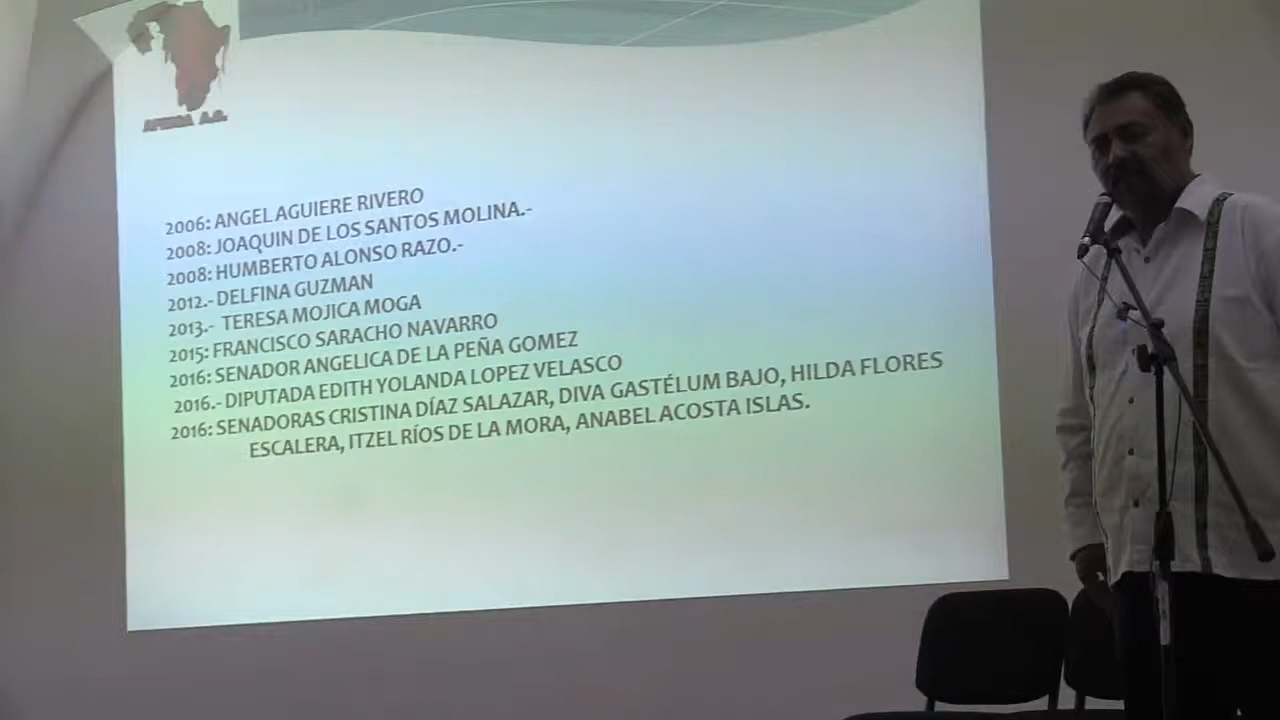 A.C.
2006: ANGEL AGUIERE RIVERO
2008: JOAQUIN DE LOS SANTOS MOLINA.-
2008: HUMBERTO ALONSO RAZO.-
2012.- DELFINA GUZMAN
2013.- TERESA MOJICA MOGA
2015: FRANCISCO SARACHO NAVARRO
2016: SENADOR ANGELICA DE LA PEÑA GOMEZ
2016.- DIPUTADA EDITH YOLANDA LOPEZ VELASCO
2016: SENADORAS CRISTINA DÍAZ SALAZAR, DIVA GASTÉLUM BAJO, HILDA FLORES
ESCALERA, ITZEL RÍOS DE LA MORA, ANABEL ACOSTA ISLAS.